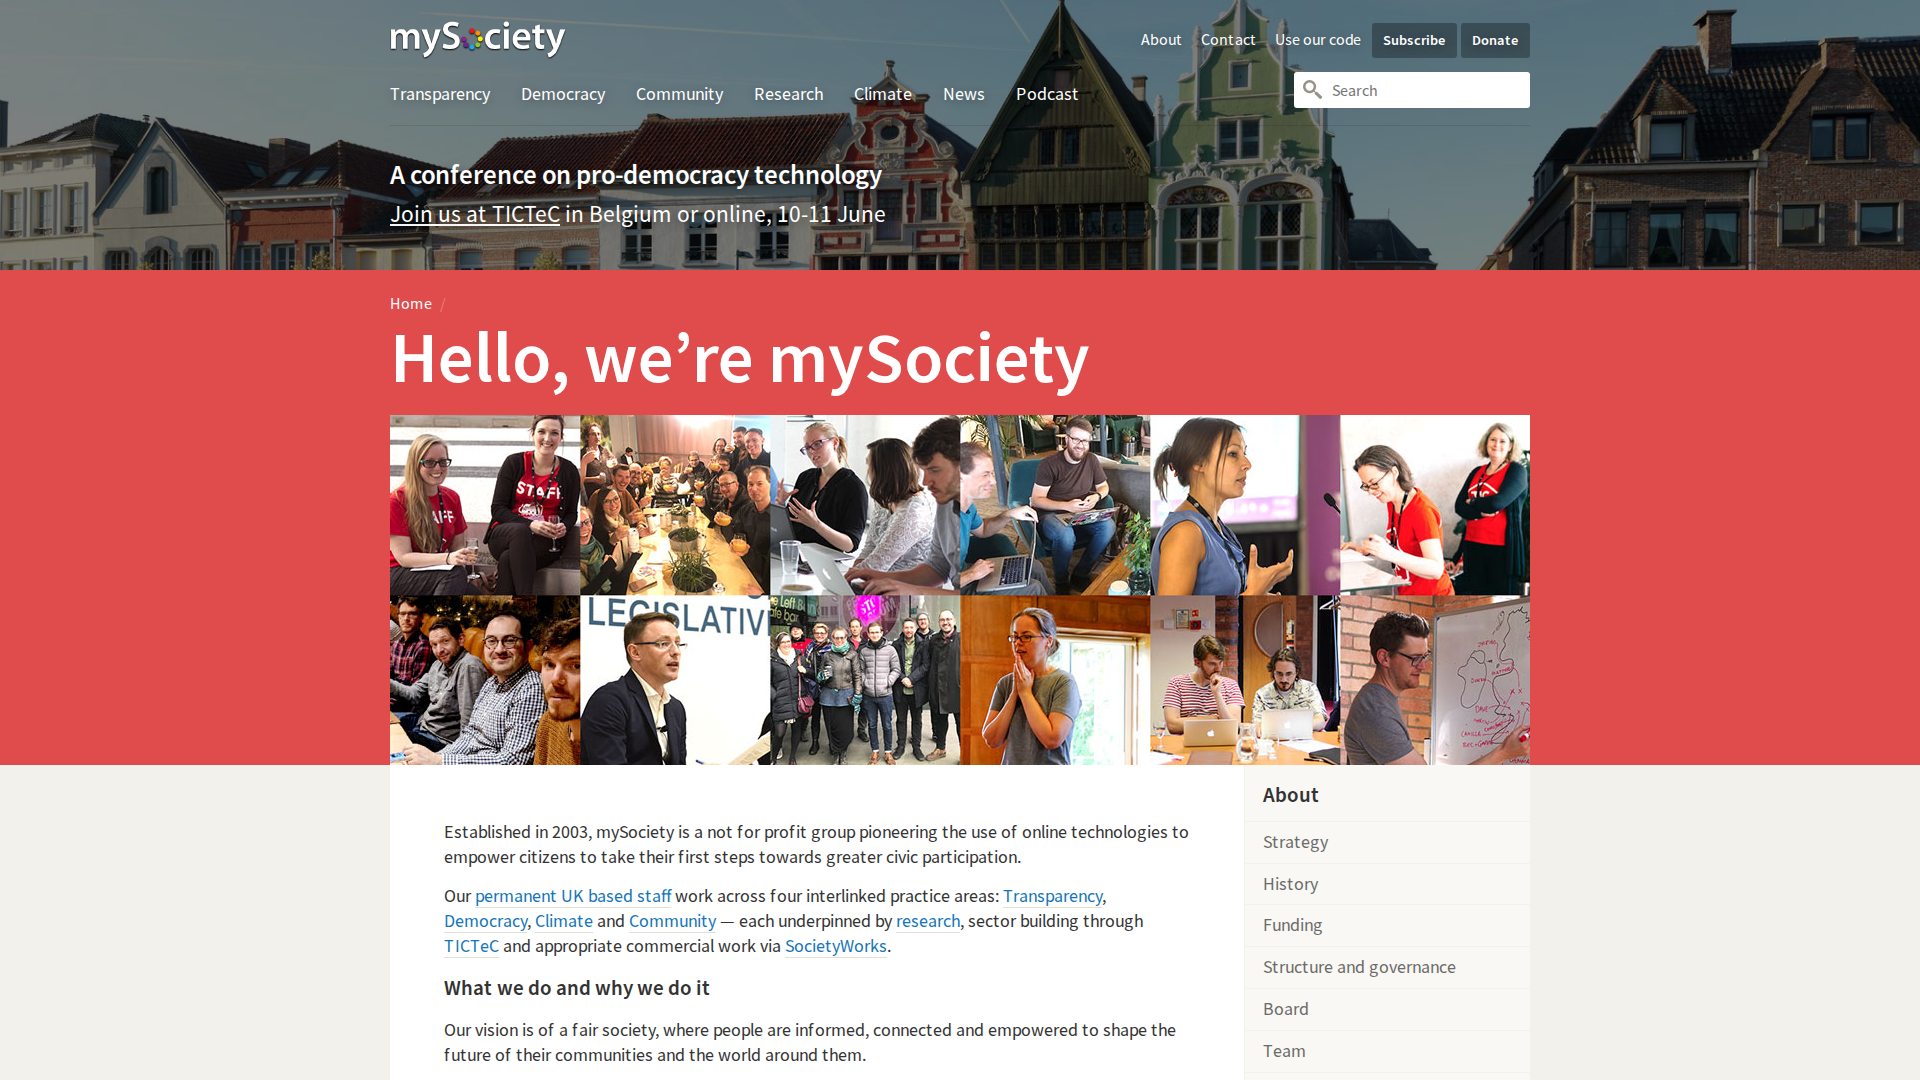 mySociety
About Contact Use our code Subscribe Donate
Transparency Democracy Community Research Climate News Podcast
Search
A conference on pro-democracy technology
Join us at TICTeC in Belgium or online, 10-11 June
Home /
Hello, we’re mySociety
STAFF
LEGISLATIV
Established in 2003, mySociety is a not for profit group pioneering the use of online technologies to
empower citizens to take their first steps towards greater civic participation.
Our permanent UK based staff work across four interlinked practice areas: Transparency,
Democracy, Climate and Community — each underpinned by research, sector building through
TICTeC and appropriate commercial work via SocietyWorks.
What we do and why we do it
Our vision is of a fair society, where people are informed, connected and empowered to shape the
future of their communities and the world around them.
About
Strategy
History
Funding
Structure and governance
Board
Team